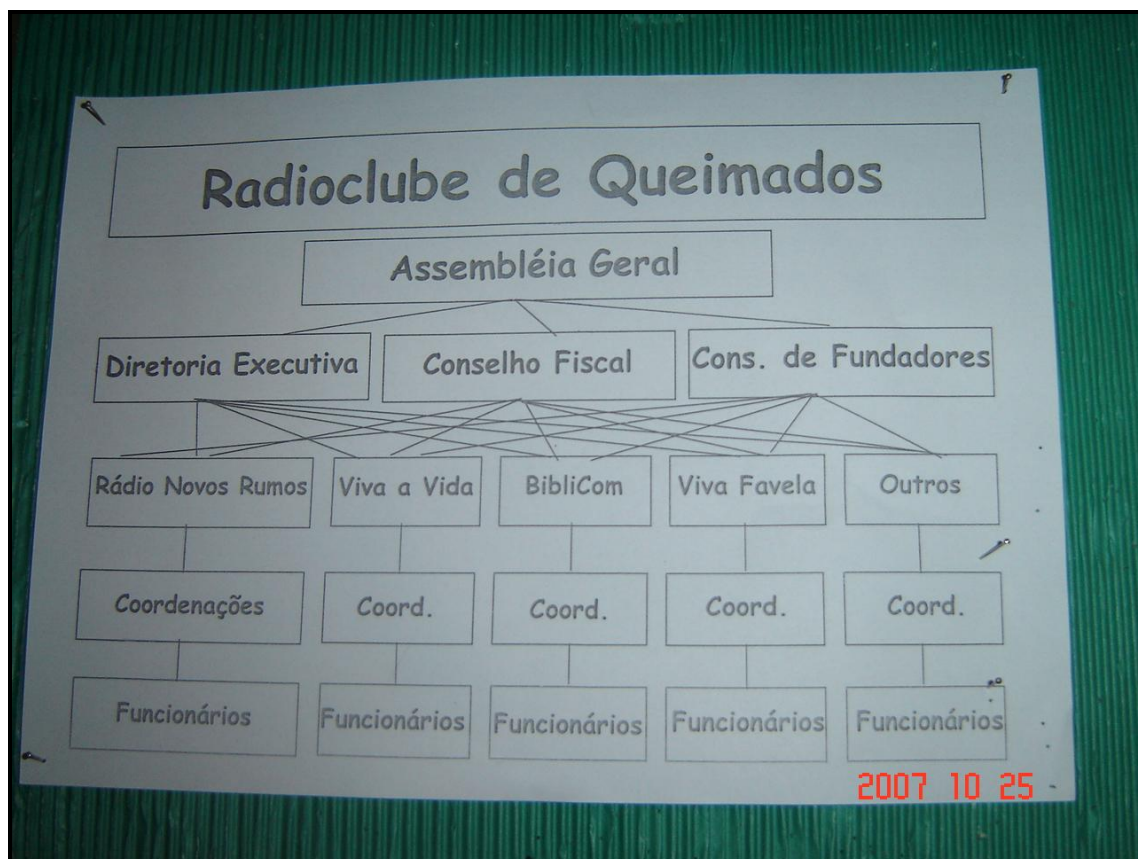 Radioclube de Queimados
Assembléia Geral
Diretoria Executiva Conselho Fiscal Cons. de Fundadores
Rádio Novos Rumos Viva a Vida BibliCom Viva Favela Outros
Coordenações Coord. Coord. Coord. Coord.
Funcionários Funcionários Funcionários Funcionários Funcionários
2007 10 25